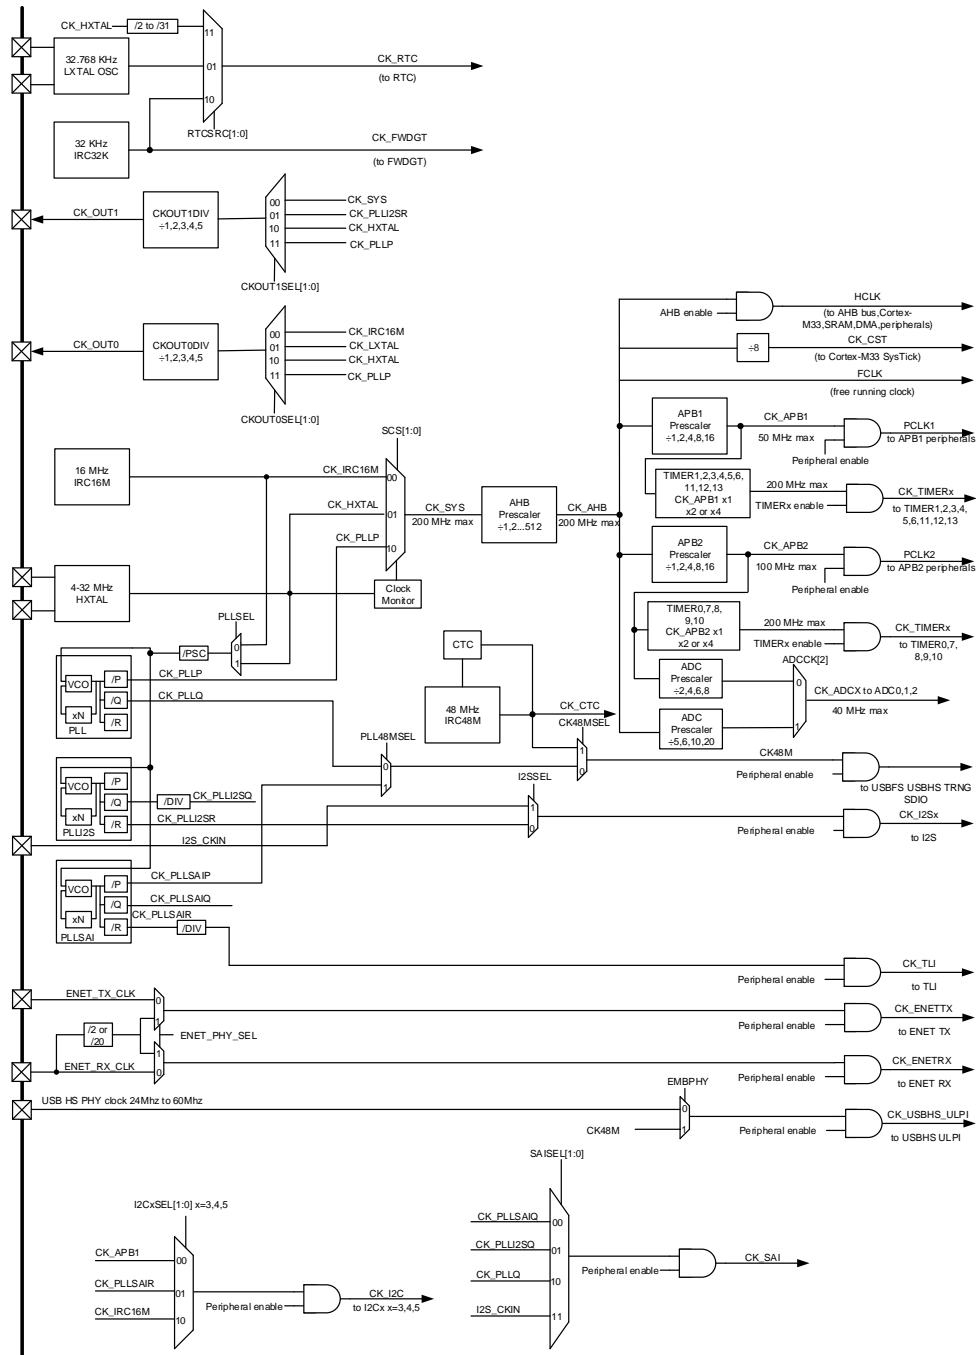 CK_HXTAL
/2 to /31
11
32.768 KHz
LXTAL OSC
01
CK_RTC
(to RTC)
10
RTCSRC[1:0]
32 KHz
IRC32K
CK_FWDGT
(to FWDGT)
CK_OUT1
CKOUT1DIV
÷1,2,3,4,5
00
01
10
11
CK_SYS
CK_PLLI2SR
CK_HXTAL
CK_PLLP
CKOUT1SEL[1:0]
CK_OUT0
CKOUT0DIV
÷1,2,3,4,5
00
01
10
11
CK_IRC16M
CK_LXTAL
CK_HXTAL
CK_PLLP
CKOUT0SEL[1:0]
AHB enable
HCLK
(to AHB bus,Cortex-
M33,SRAM,DMA,peripherals)
÷8
CK_CST
(to Cortex-M33 SysTick)
FCLK
(free running clock)
SCS[1:0]
16 MHz
IRC16M
CK_IRC16M
00
CK_HXTAL
01
CK_PLLP
10
CK_SYS
200 MHz max
AHB
Prescaler
÷1,2...512
CK_AHB
200 MHz max
APB1
Prescaler
÷1,2,4,8,16
CK_APB1
50 MHz max
Peripheral enable
PCLK1
to APB1 peripherals
TIMER1,2,3,4,5,6,
11,12,13
CK_APB1 x1
x2 or x4
200 MHz max
TIMERx enable
CK_TIMERx
to TIMER1,2,3,4,
5,6,11,12,13
APB2
Prescaler
÷1,2,4,8,16
CK_APB2
100 MHz max
Peripheral enable
PCLK2
to APB2 peripherals
4-32 MHz
HXTAL
Clock
Monitor
TIMER0,7,8,
9,10
CK_APB2 x1
x2 or x4
200 MHz max
TIMERx enable
CK_TIMERx
to TIMER0,7,
8,9,10
PLLSEL
/PSC
0
1
CTC
48 MHz
IRC48M
CK_CTC
ADC
Prescaler
÷2,4,6,8
ADC
Prescaler
÷5,6,10,20
ADCCK[2]
0
1
CK_ADCX to ADC0,1,2
40 MHz max
VCO
xN
PLL
/P
/Q
/R
CK_PLLP
CK_PLLQ
PLL48MSEL
0
1
CK48MSEL
1
0
CK48M
Peripheral enable
to USBFS USBHS TRNG
SDIO
VCO
xN
PLLI2S
/P
/Q
/R
/DIV
CK_PLLI2SQ
CK_PLLI2SR
I2SSEL
1
0
CK_I2Sx
Peripheral enable
to I2S
I2S_CKIN
VCO
xN
PLLSAI
/P
/Q
/R
CK_PLLSAIP
CK_PLLSAIQ
CK_PLLSAIR
/DIV
Peripheral enable
CK_TLI
to TLI
ENET_TX_CLK
0
1
/2 or
/20
ENET_PHY_SEL
1
0
ENET_RX_CLK
Peripheral enable
CK_ENETTX
to ENET TX
Peripheral enable
CK_ENETRX
to ENET RX
USB HS PHY clock 24Mhz to 60Mhz
EMBPHY
0
1
CK48M
Peripheral enable
CK_USBHS_ULPI
to USBHS ULPI
I2CxSEL[1:0] x=3,4,5
CK_APB1
00
CK_PLLSAIR
01
CK_IRC16M
10
Peripheral enable
CK_I2C
to I2Cx x=3,4,5
SAISEL[1:0]
CK_PLLSAIQ
00
CK_PLLI2SQ
01
CK_PLLQ
10
I2S_CKIN
11
Peripheral enable
CK_SAI